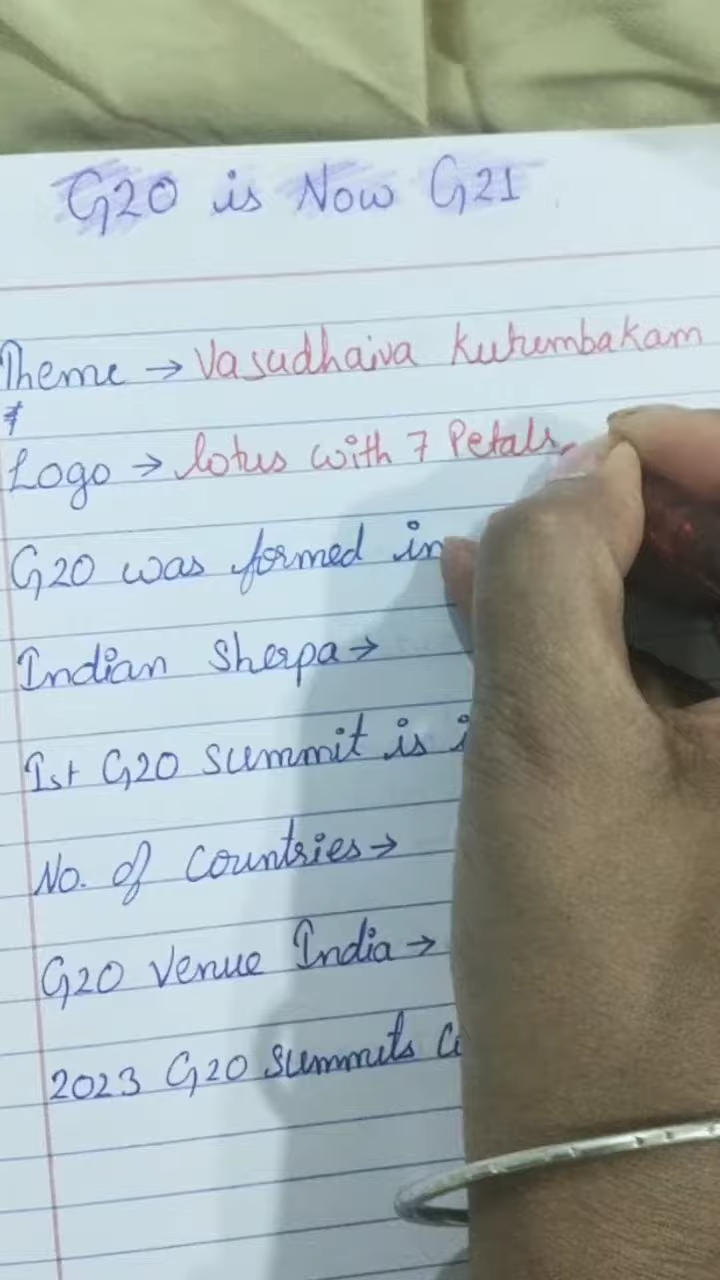 G20 is Now G21
Theme → Vasudhaiva Kutumbakam
Logo → lotus with 7 Petals
G20 was formed in
Indian Sherpa →
1st G20 summit is
No. of Countries →
G20 Venue India →
2023 G20 Summits